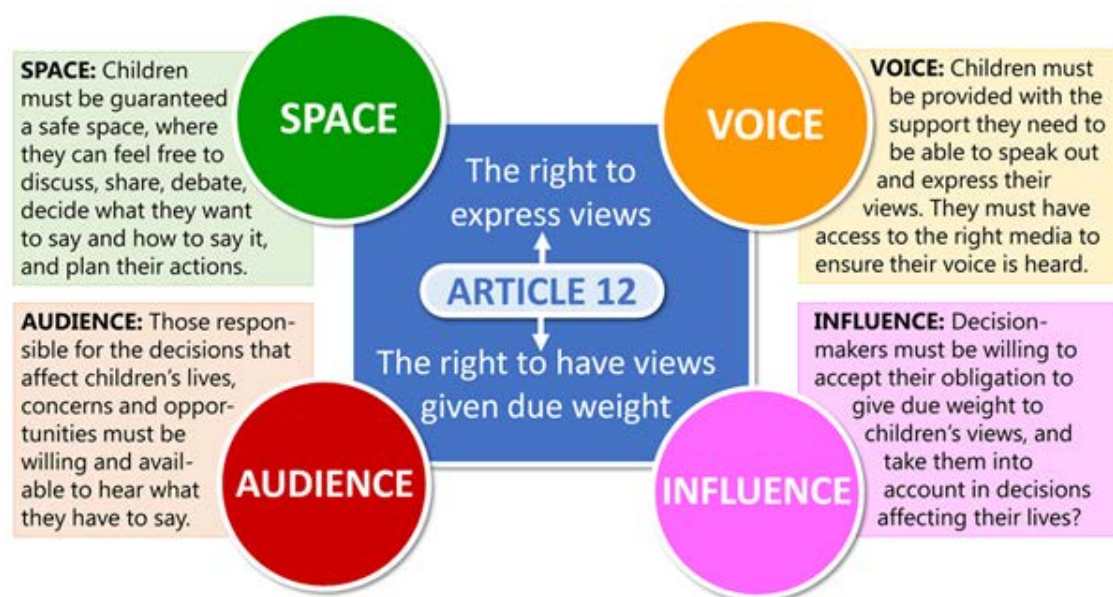 SPACE: Children
must be guaranteed
a safe space, where
they can feel free to
discuss, share, debate,
decide what they want
to say and how to say it,
and plan their actions.
SPACE
VOICE
VOICE: Children must
be provided with the
support they need to
be able to speak out
and express their
views. They must have
access to the right media to
ensure their voice is heard.
The right to
express views
ARTICLE 12
The right to have views
given due weight
AUDIENCE: Those respon-
sible for the decisions that
affect children’s lives,
concerns and oppor-
tunities must be
willing and avail-
able to hear what
they have to say.
AUDIENCE
INFLUENCE
INFLUENCE: Decision-
makers must be willing to
accept their obligation to
give due weight to
children’s views, and
take them into
account in decisions
affecting their lives?